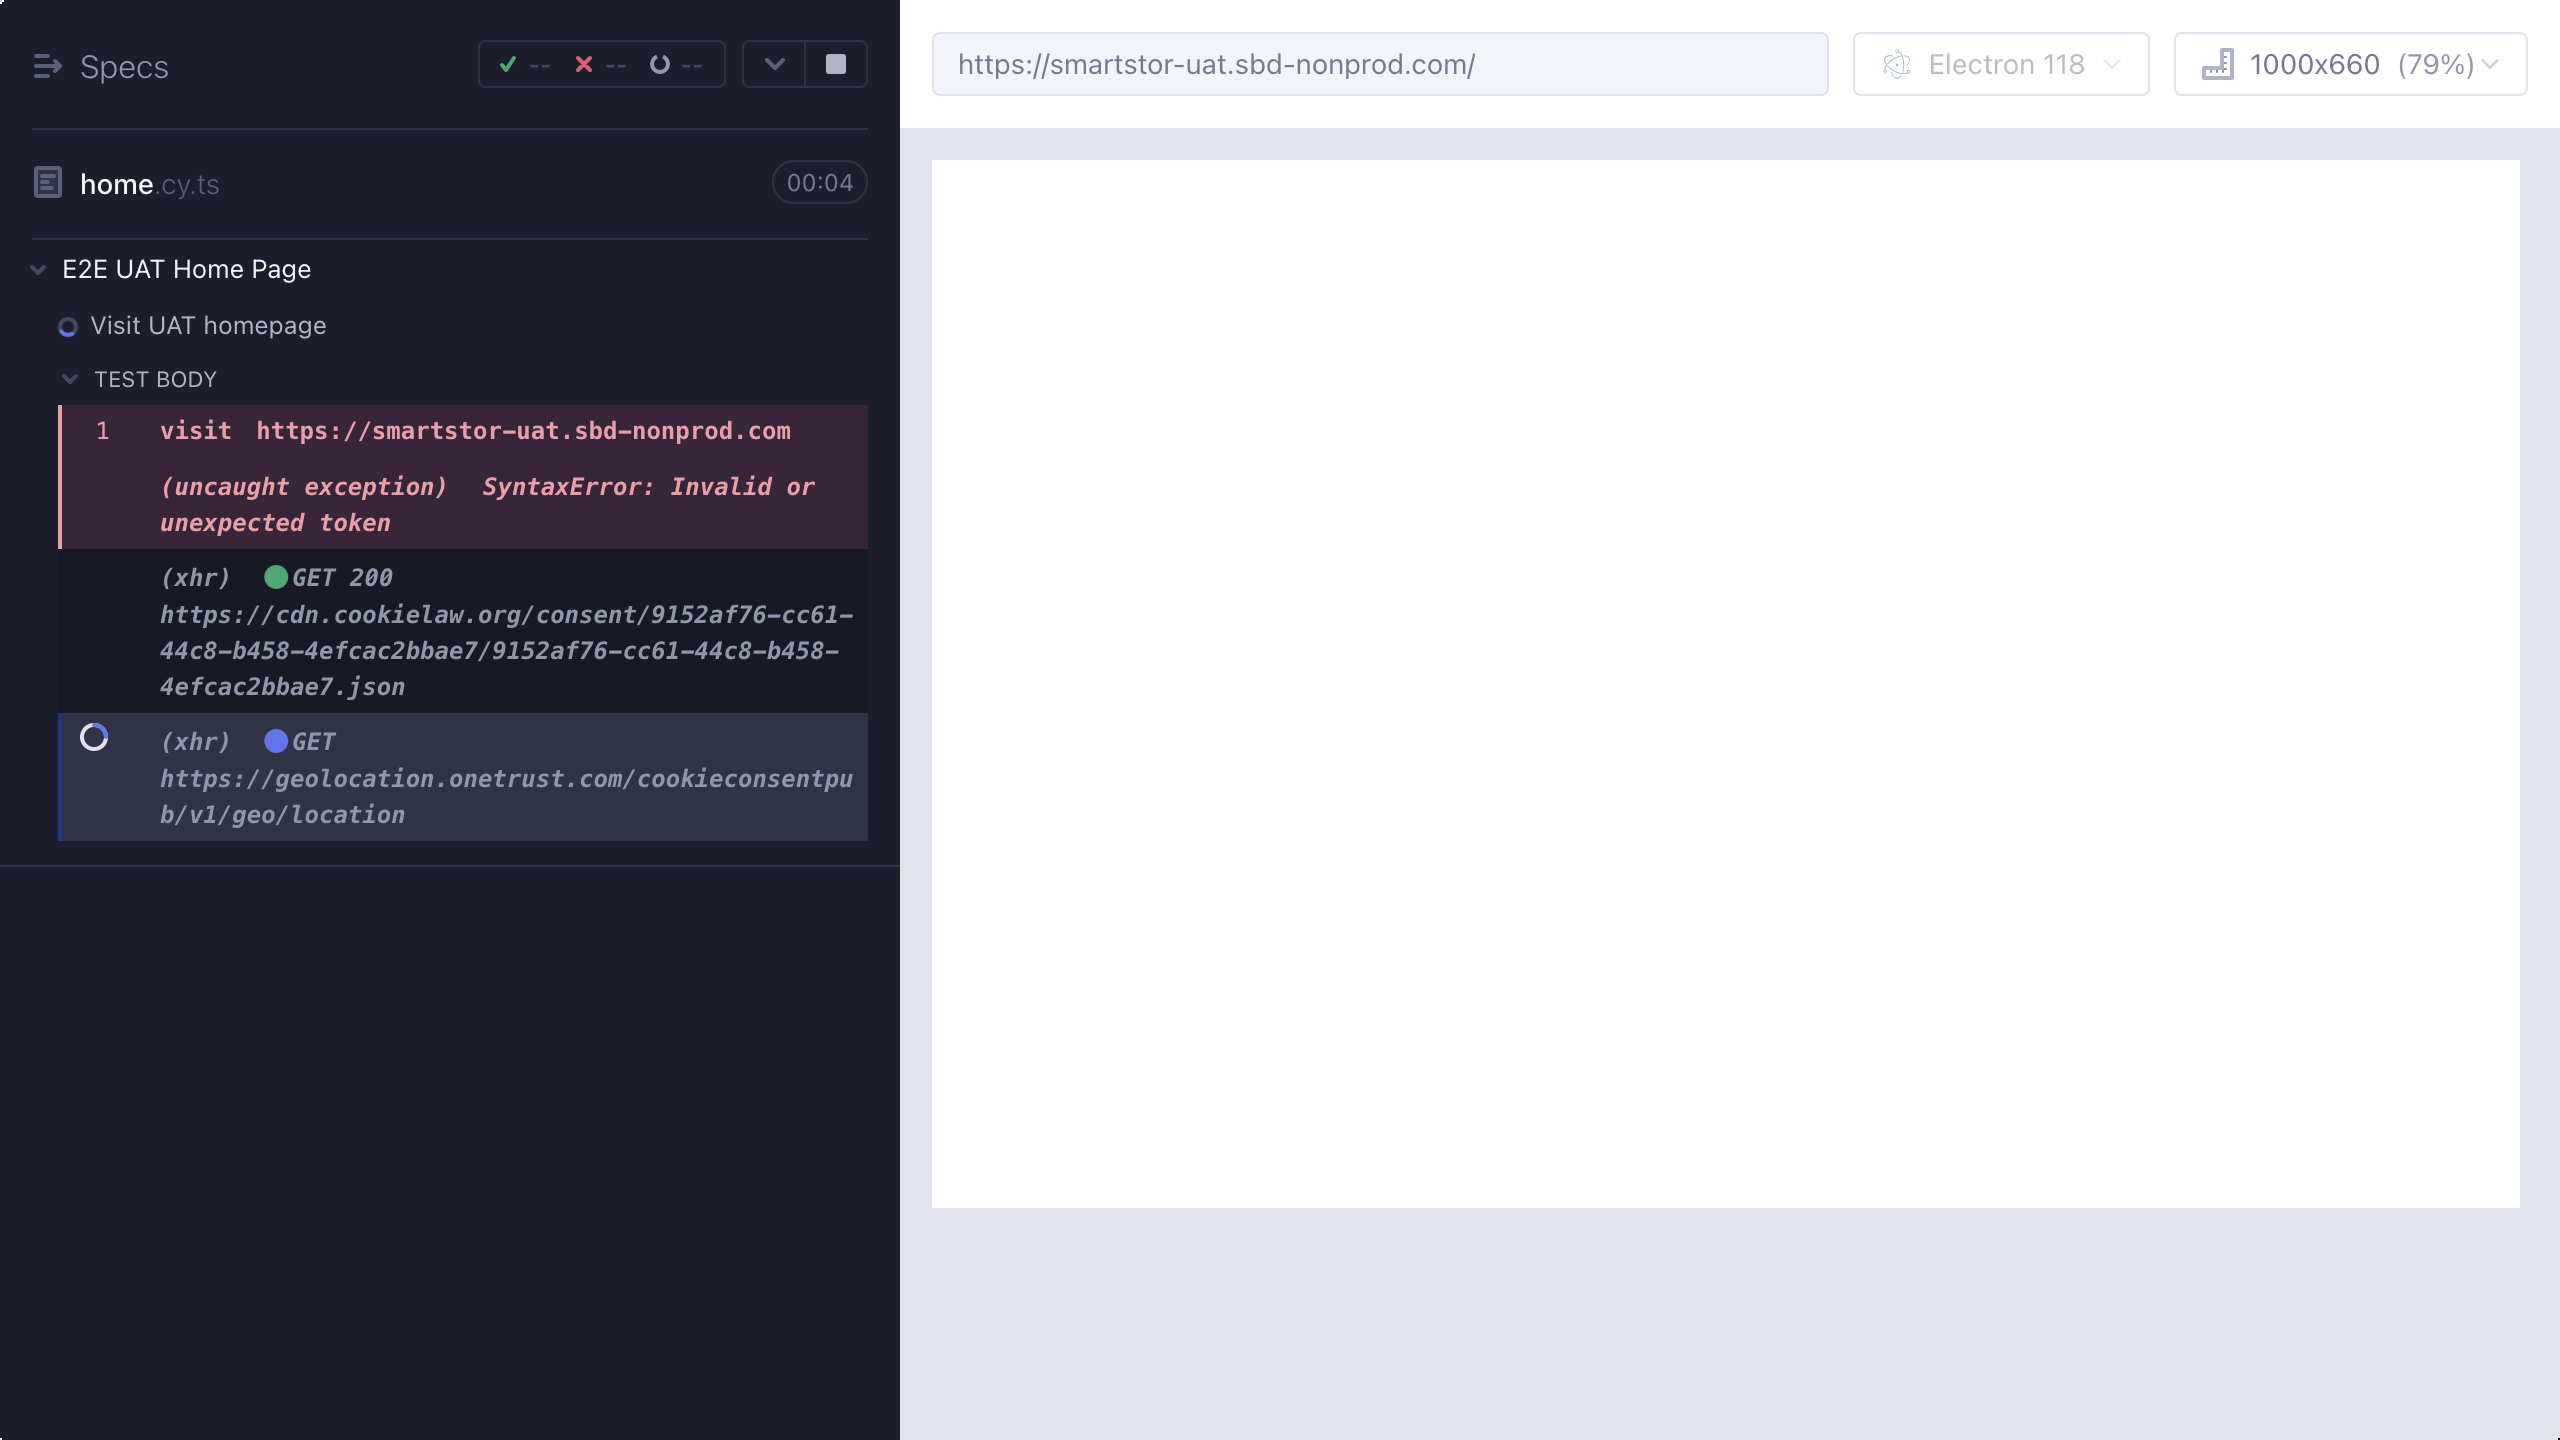 Specs
--
--
--
home.cy.ts
00:04
E2E UAT Home Page
Visit UAT homepage
TEST BODY
1 visit https://smartstor-uat.sbd-nonprod.com
(uncaught exception) SyntaxError: Invalid or
unexpected token
(xhr) GET 200
https://cdn.cookielaw.org/consent/9152af76-cc61-
44c8-b458-4efcac2bbae7/9152af76-cc61-44c8-b458-
4efcac2bbae7.json
(xhr) GET
https://geolocation.onetrust.com/cookieconsentpu
b/v1/geo/location
https://smartstor-uat.sbd-nonprod.com/
Electron 118
1000x660 (79%)